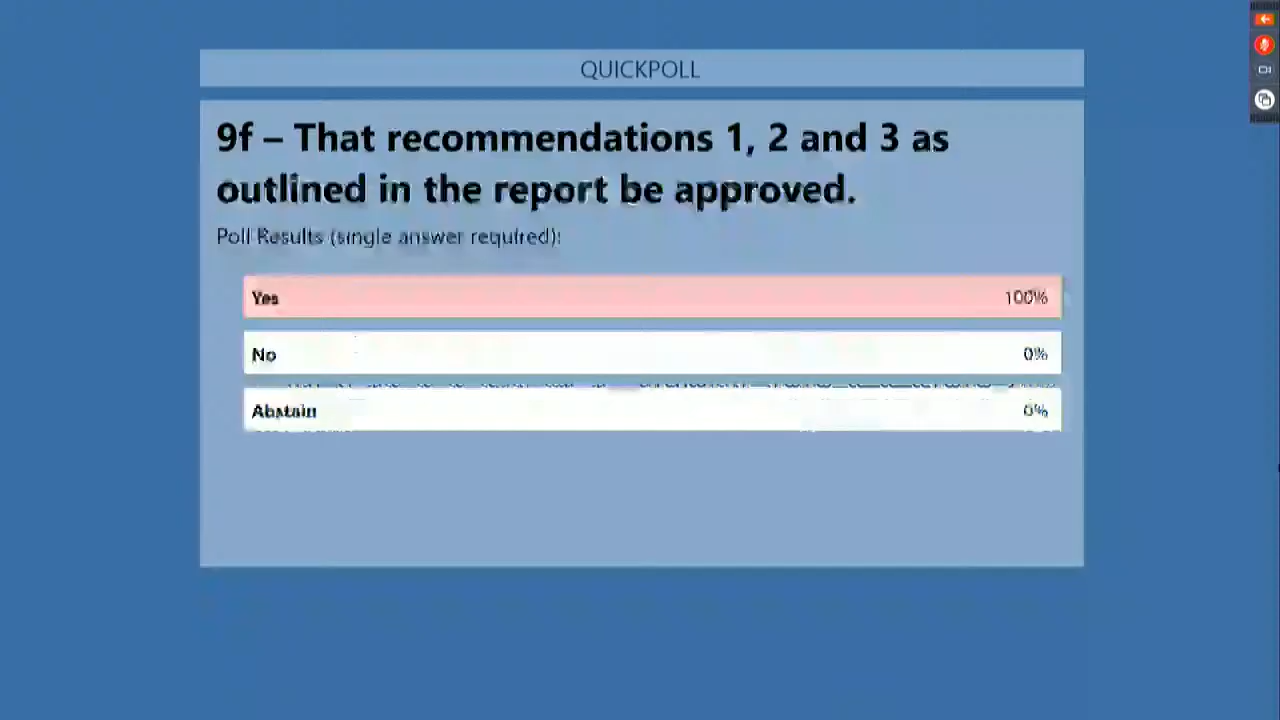 QUICKPOLL
9f – That recommendations 1, 2 and 3 as
outlined in the report be approved.
Poll Results (single answer required):
Yes 100%
No 0%
Abstain 0%